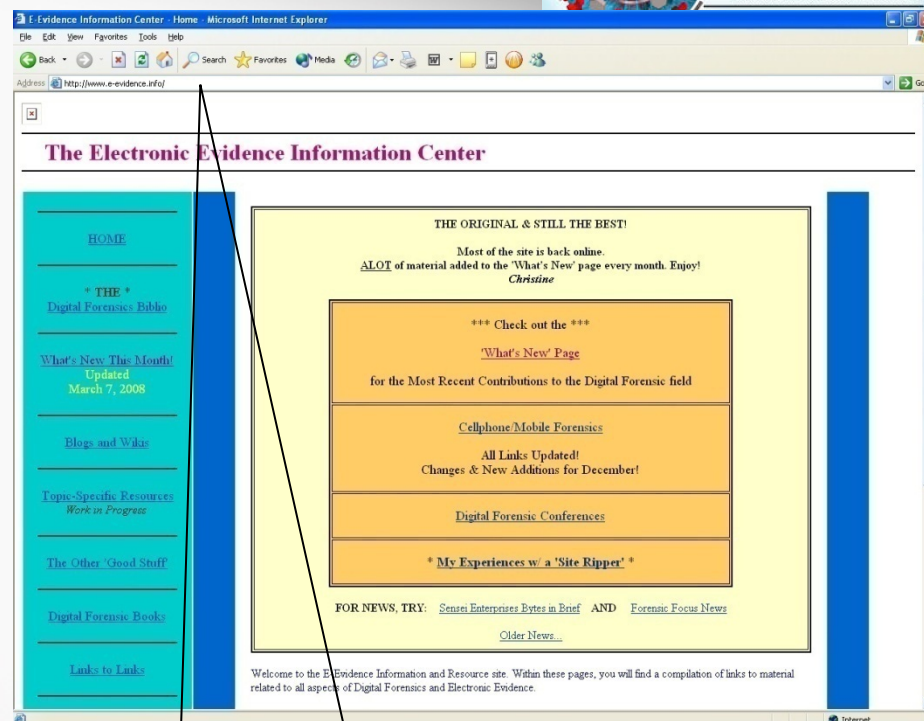 E-Evidence Information Center - Home - Microsoft Internet Explorer
File Edit View Favorites Tools Help
Back Search Favorites Media
Address http://www.e-evidence.info/ Go
The Electronic Evidence Information Center
HOME
* THE *
Digital Forensics Biblio
What's New This Month!
Updated
March 7, 2008
Blogs and Wikis
Topic-Specific Resources
Work in Progress
The Other 'Good Stuff'
Digital Forensic Books
Links to Links
THE ORIGINAL & STILL THE BEST!
Most of the site is back online.
ALOT of material added to the 'What's New' page every month. Enjoy!
Christine
*** Check out the ***
'What's New' Page
for the Most Recent Contributions to the Digital Forensic field
Cellphone/Mobile Forensics
All Links Updated!
Changes & New Additions for December!
Digital Forensic Conferences
* My Experiences w/ a 'Site Ripper' *
FOR NEWS, TRY: Sensei Enterprises Bytes in Brief AND Forensic Focus News
Older News...
Welcome to the E-Evidence Information and Resource site. Within these pages, you will find a compilation of links to material
related to all aspects of Digital Forensics and Electronic Evidence.
Internet